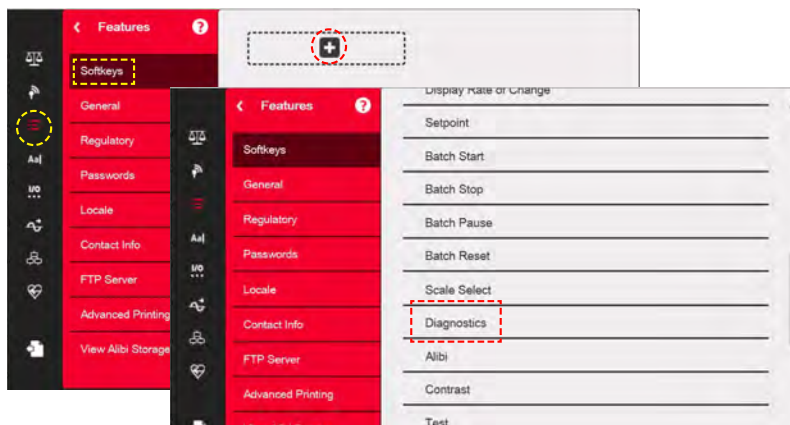 Features
?
Softkeys
General
Regulatory
Aa|
Passwords
I/O
Locale
Contact Info
FTP Server
Advanced Printing
View Alibi Storage
Features
?
Softkeys
General
Regulatory
Aa|
Passwords
I/O
Locale
Contact Info
FTP Server
Advanced Printing
Display Rate of Change
Setpoint
Batch Start
Batch Stop
Batch Pause
Batch Reset
Scale Select
Diagnostics
Alibi
Contrast
Test